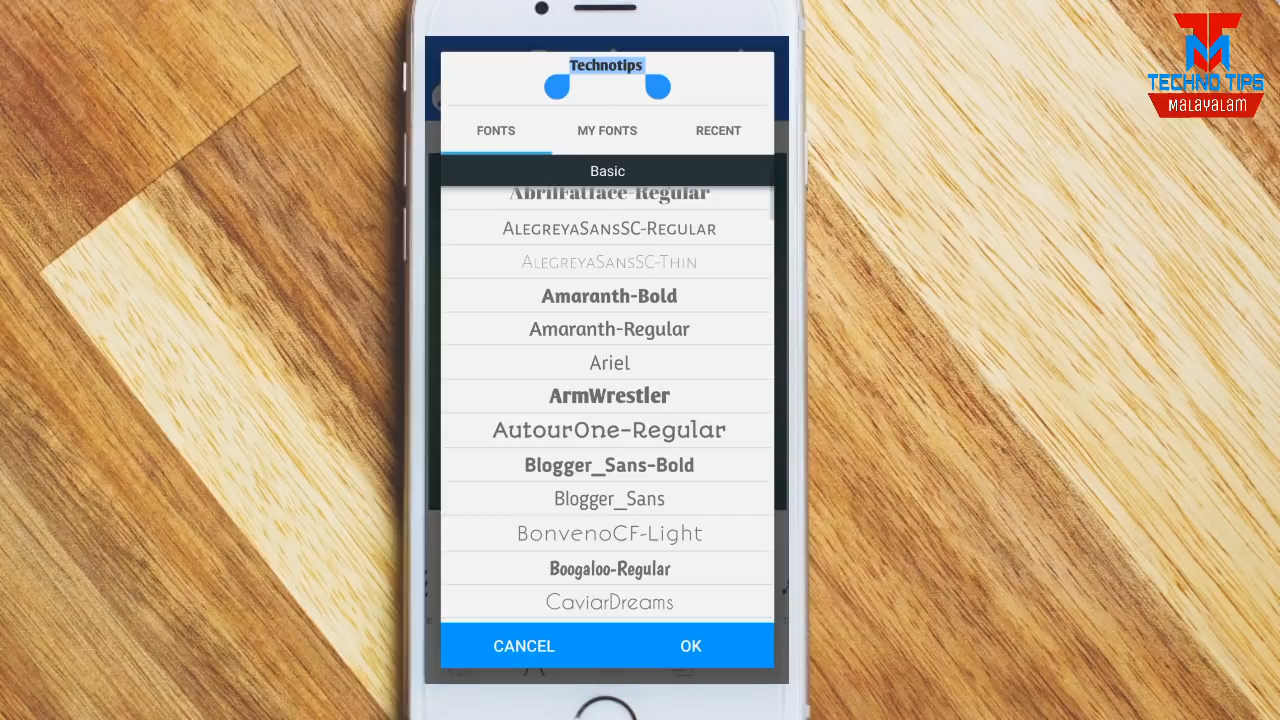 Technotips
FONTS MY FONTS RECENT
Basic
AbrilFatface-Regular
AlegreyaSansSC-Regular
AlegreyaSansSC-Thin
Amaranth-Bold
Amaranth-Regular
Ariel
ArmWrestler
AutourOne-Regular
Blogger_Sans-Bold
Blogger_Sans
BonvenoCF-Light
Boogaloo-Regular
CaviarDreams
CANCEL OK
TM
TECHNO TIPS
MALAYALAM